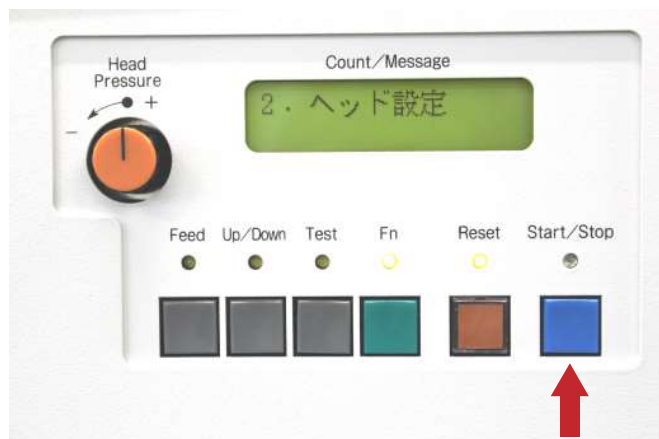 Head
Pressure
Count/Message
- +
2. ヘッド設定
Feed Up/Down Test Fn Reset Start/Stop